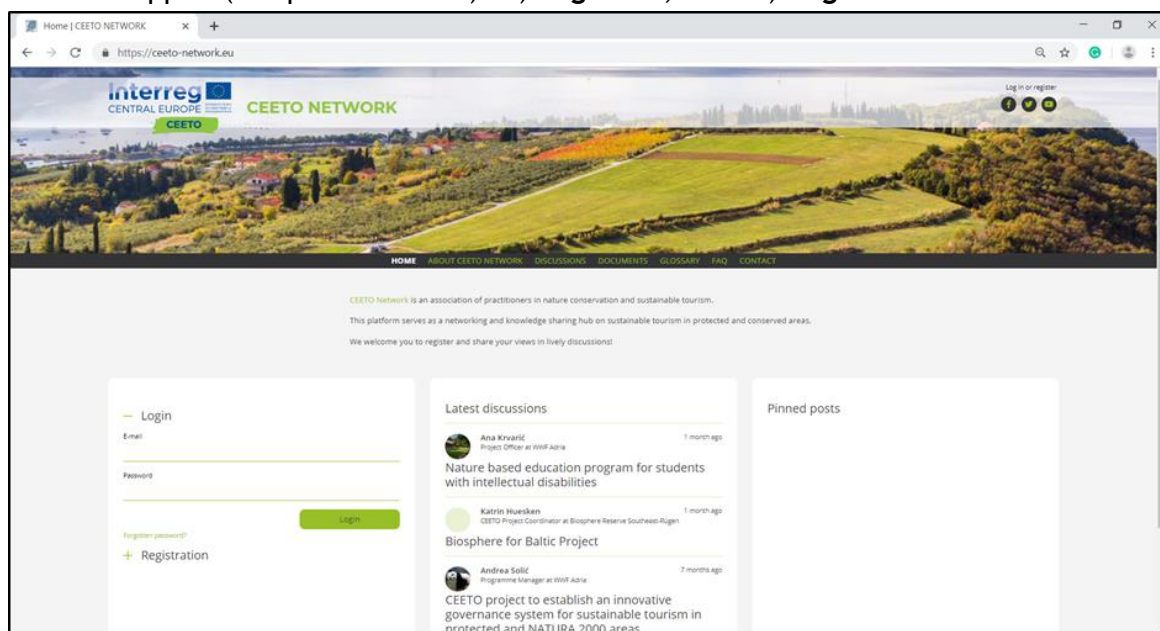 Home | CEETO NETWORK
https://ceeto-network.eu
Interreg
CENTRAL EUROPE
CEETO
CEETO NETWORK
Log in or register
HOME ABOUT CEETO NETWORK DISCUSSIONS DOCUMENTS GLOSSARY FAQ CONTACT
CEETO Network is an association of practitioners in nature conservation and sustainable tourism.
This platform serves as a networking and knowledge sharing hub on sustainable tourism in protected and conserved areas.
We welcome you to register and share your views in lively discussions!
Login
E-mail
Password
Login
Forgotten password?
Registration
Latest discussions
Ana Krvarić
1 month ago
Project Officer at WWF Adria
Nature based education program for students
with intellectual disabilities
Katrin Huesken
1 month ago
CEETO Project Coordinator at Biosphere Reserve Southeast-Rügen
Biosphere for Baltic Project
Andrea Solić
7 months ago
Programme Manager at WWF Adria
CEETO project to establish an innovative
governance system for sustainable tourism in
protected and NATURA 2000 areas
Pinned posts